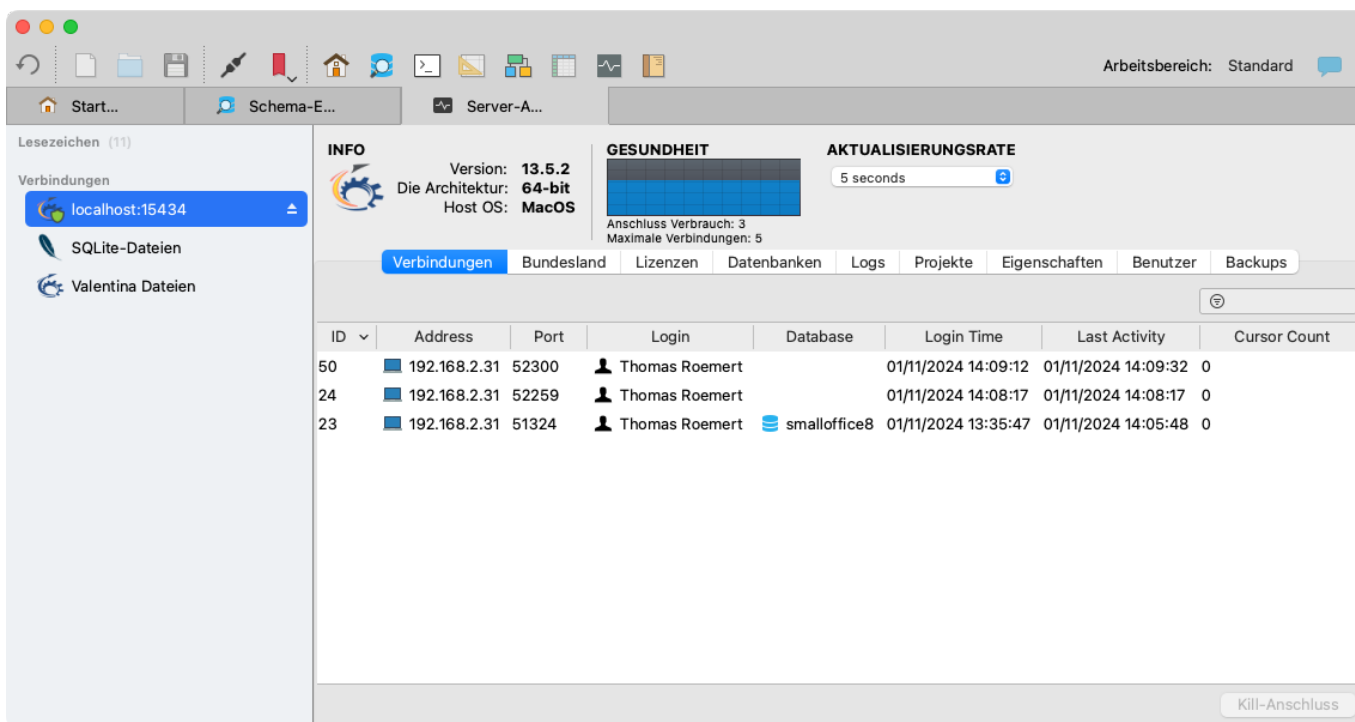 Arbeitsbereich: Standard
Start... Schema-E... Server-A...
Lesezeichen (11)
Verbindungen
localhost:15434
SQLite-Dateien
Valentina Dateien
INFO
Version: 13.5.2
Die Architektur: 64-bit
Host OS: MacOS
GESUNDHEIT
Anschluss Verbrauch: 3
Maximale Verbindungen: 5
AKTUALISIERUNGSRATE
5 seconds
Verbindungen Bundesland Lizenzen Datenbanken Logs Projekte Eigenschaften Benutzer Backups
ID Address Port Login Database Login Time Last Activity Cursor Count
50 192.168.2.31 52300 Thomas Roemert 01/11/2024 14:09:12 01/11/2024 14:09:32 0
24 192.168.2.31 52259 Thomas Roemert 01/11/2024 14:08:17 01/11/2024 14:08:17 0
23 192.168.2.31 51324 Thomas Roemert smalloffice8 01/11/2024 13:35:47 01/11/2024 14:05:48 0
Kill-Anschluss